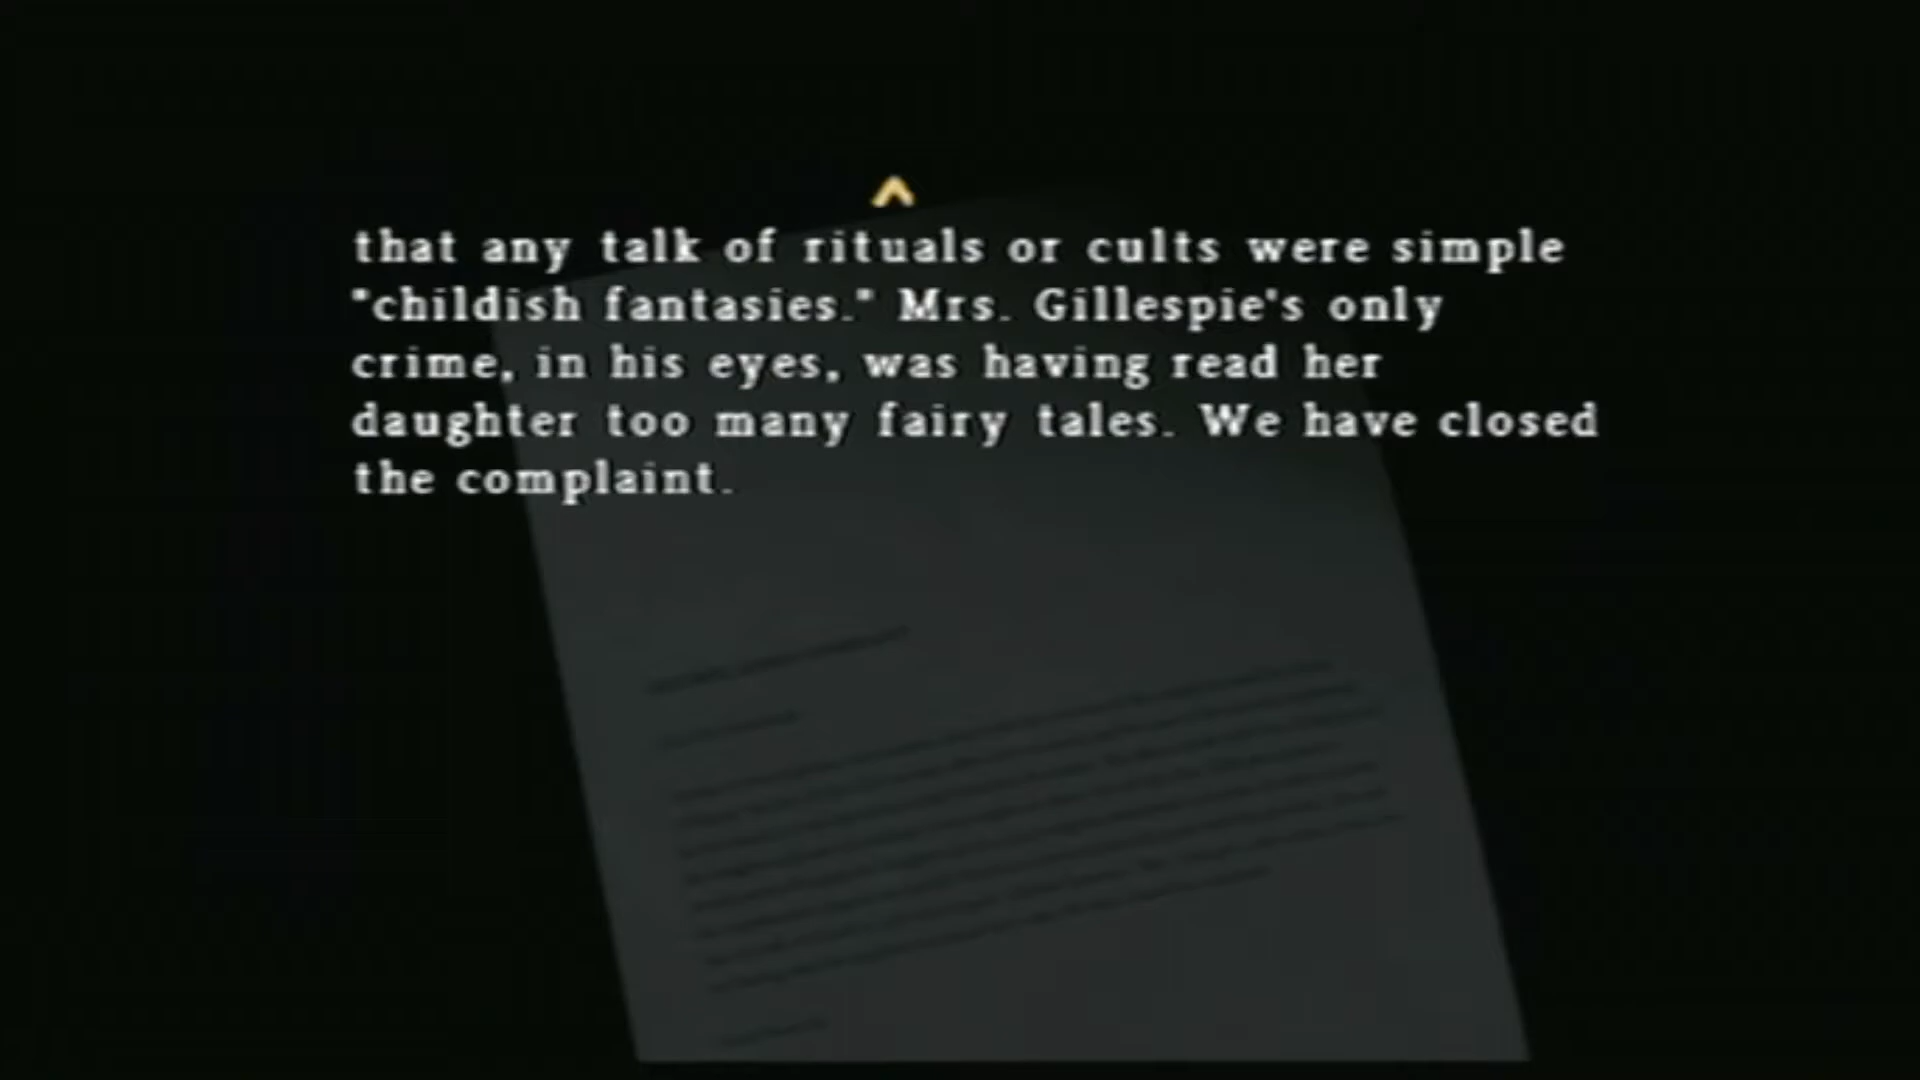 that any talk of rituals or cults were simple
"childish fantasies." Mrs. Gillespie's only
crime, in his eyes, was having read her
daughter too many fairy tales. We have closed
the complaint.